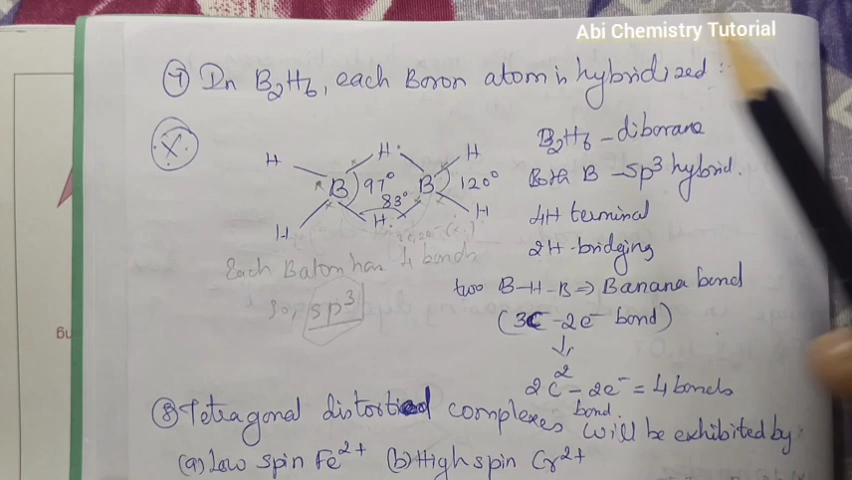 Abi Chemistry Tutorial
⑦ In B2H6, each Boron atom is hybridized :
X.
B2H6 - diborane
H H. H
B 97° B 120°
Both B - sp3 hybrid.
83°
H H. H
4H terminal
2H - bridging
Each B atom has 4 bonds
so, sp3
two B-H-B ⇒ Banana bond
(3C - 2e- bond)
↓
2 2C - 2e- = 4 bonds
bond
⑧ Tetragonal distorted complexes will be exhibited by:
(a) Low spin Fe2+ (b) High spin Cr2+